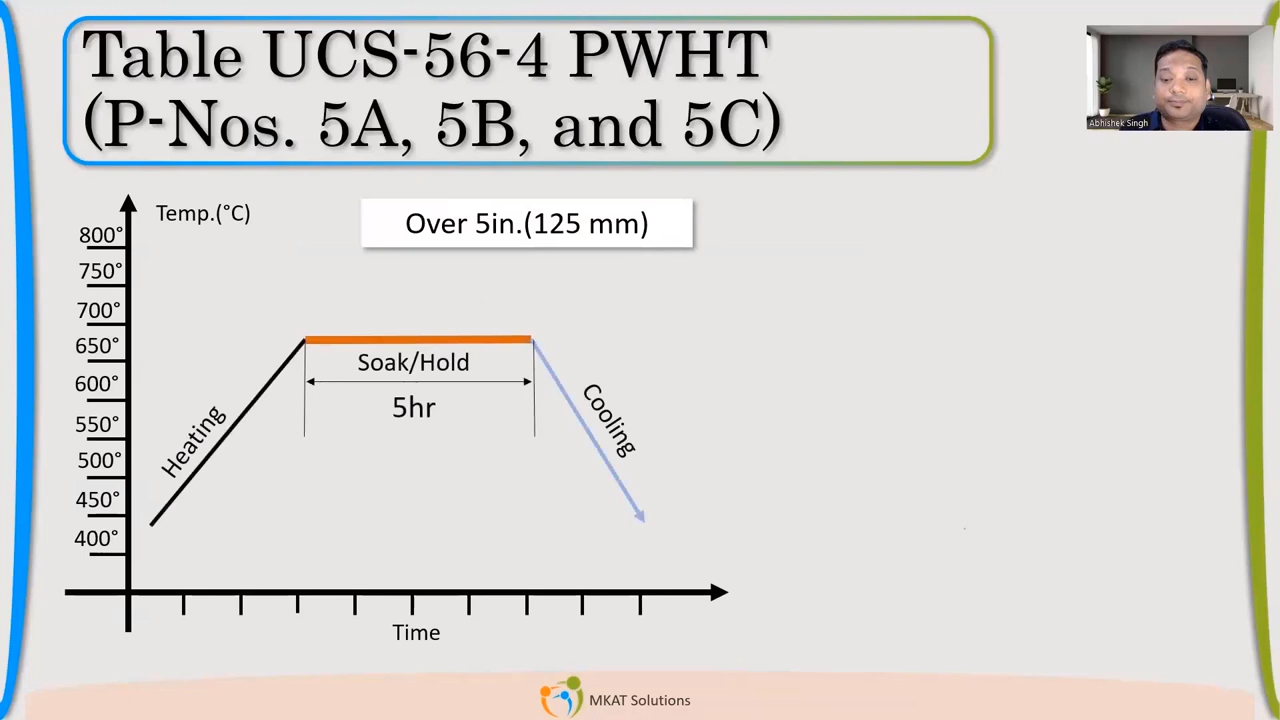 Table UCS-56-4 PWHT
(P-Nos. 5A, 5B, and 5C)
Abhishek Singh
Temp.(°C)
Over 5in.(125 mm)
800°
750°
700°
650°
600°
550°
500°
450°
400°
Heating
Soak/Hold
5hr
Cooling
Time
MKAT Solutions